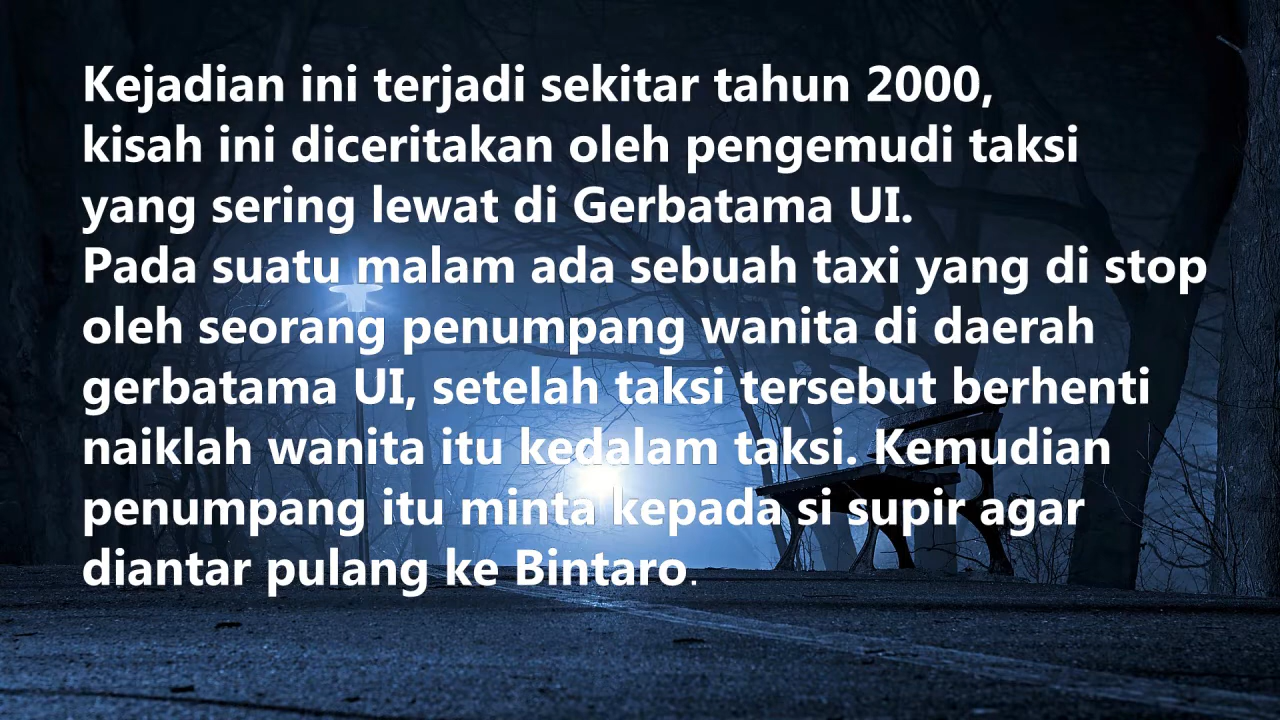 Kejadian ini terjadi sekitar tahun 2000,
kisah ini diceritakan oleh pengemudi taksi
yang sering lewat di Gerbatama UI.
Pada suatu malam ada sebuah taxi yang di stop
oleh seorang penumpang wanita di daerah
gerbatama UI, setelah taksi tersebut berhenti
naiklah wanita itu kedalam taksi. Kemudian
penumpang itu minta kepada si supir agar
diantar pulang ke Bintaro.